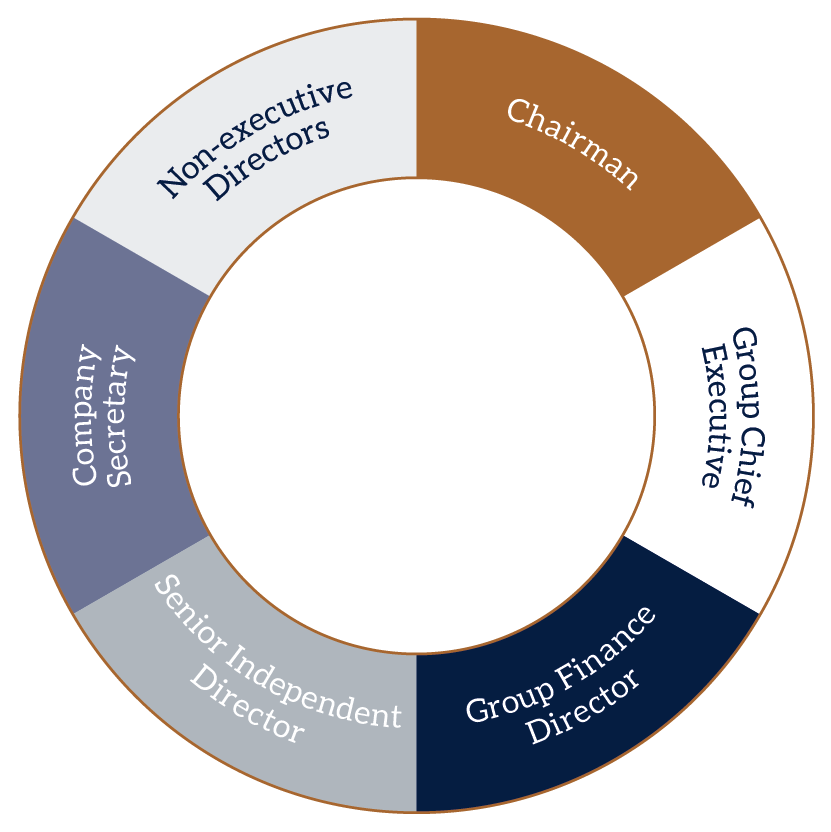 Chairman
Group Chief
Executive
Group Finance
Director
Senior Independent
Director
Company
Secretary
Non-executive
Directors